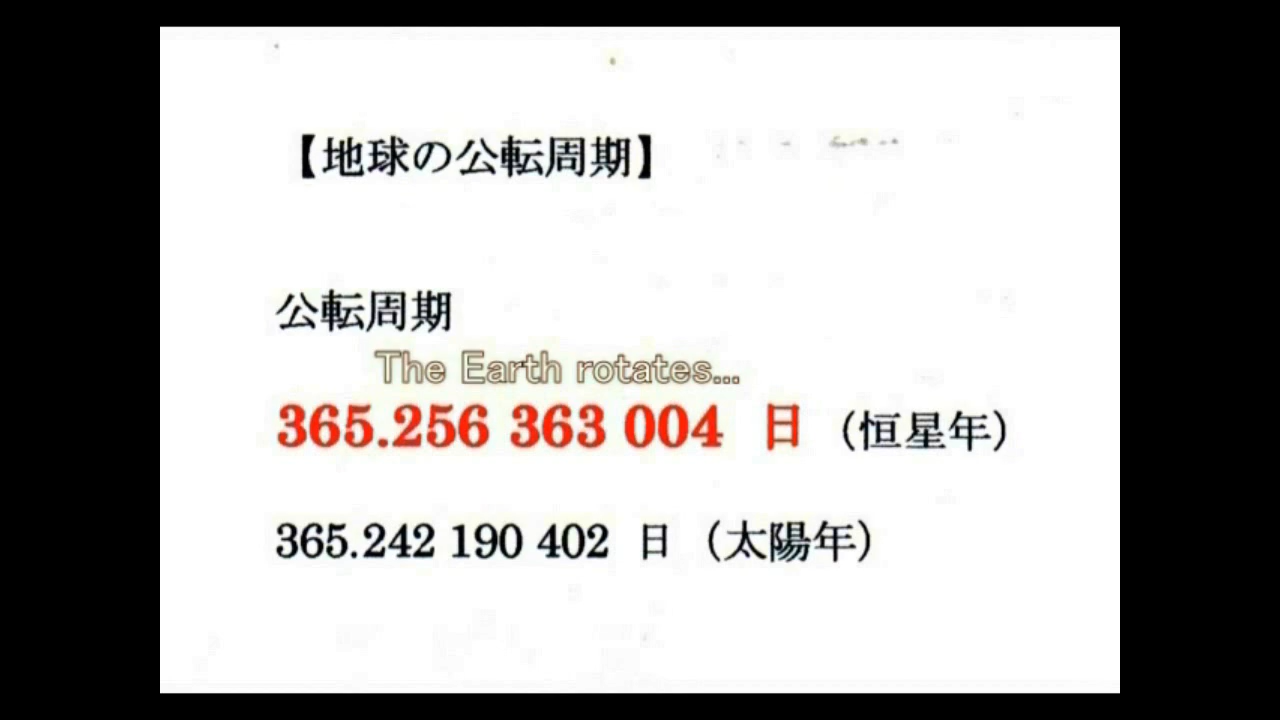 【地球の公転周期】
公転周期
The Earth rotates...
365.256 363 004 日 (恒星年)
365.242 190 402 日 (太陽年)